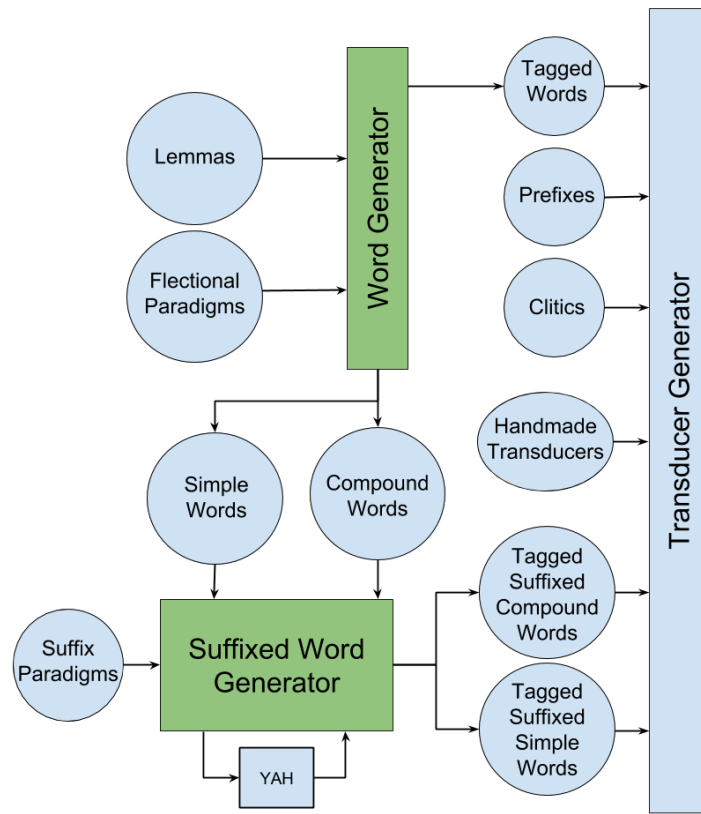 Tagged
Words
Lemmas
Word Generator
Prefixes
Flectional
Paradigms
Clitics
Transducer Generator
Handmade
Transducers
Simple
Words
Compound
Words
Tagged
Suffixed
Compound
Words
Suffix
Paradigms
Suffixed Word
Generator
Tagged
Suffixed
Simple
Words
YAH